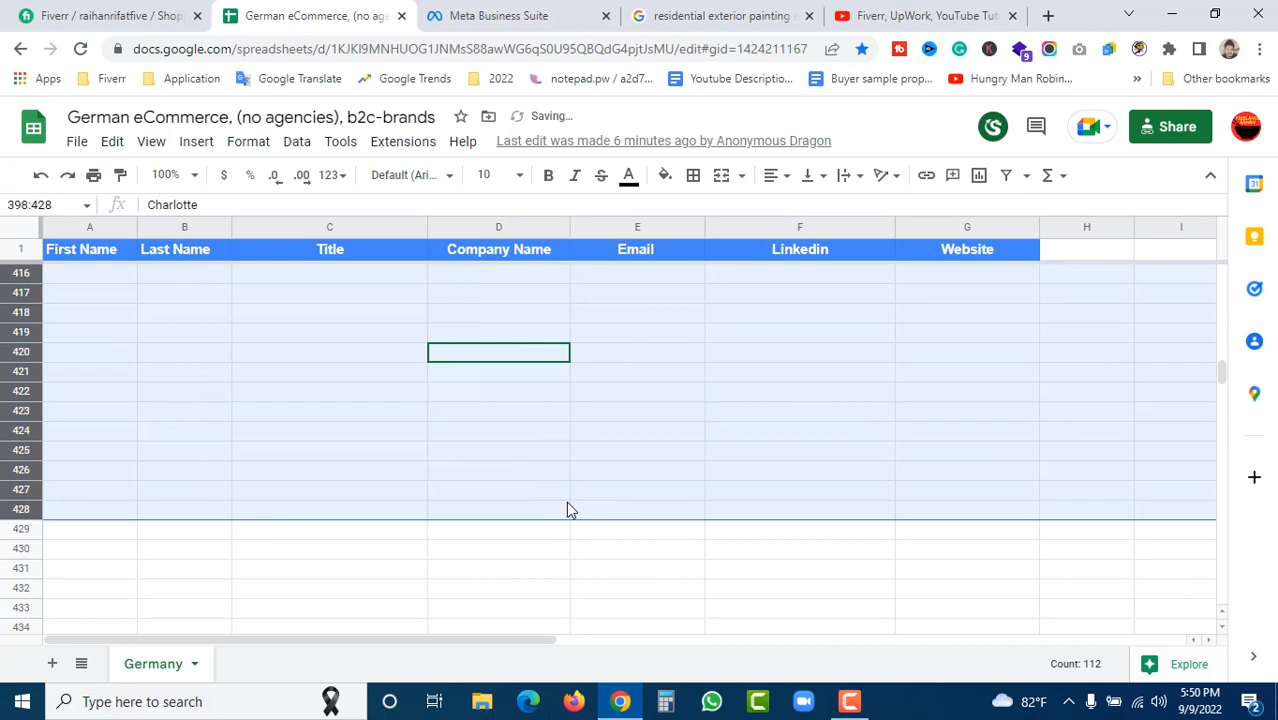 Fiverr / raihanrifatfive / Shop
German eCommerce, (no age
Meta Business Suite
residential exterior painting s
Fiverr, UpWork, YouTube Tut
docs.google.com/spreadsheets/d/1KJKI9MNHUOG1JNMsS88awWG6qS0U95QBQdG4pjtJsMU/edit#gid=1424211167
9
Apps
Fiverr
Application
Google Translate
Google Trends
2022
notepad.pw / a2d7...
Youtube Descriptio...
Buyer sample prop...
Hungry Man Robin...
Other bookmarks
German eCommerce, (no agencies), b2c-brands
Saving...
Share
File Edit View Insert Format Data Tools Extensions Help
Last edit was made 6 minutes ago by Anonymous Dragon
100% $ % .0 .00 123 Default (Ari... 10 B I S A
398:428 fx Charlotte
A B C D E F G H I
1 First Name Last Name Title Company Name Email Linkedin Website
416
417
418
419
420
421
422
423
424
425
426
427
428
429
430
431
432
433
434
Germany
Count: 112
Explore
Type here to search
82°F
5:50 PM
9/9/2022
2